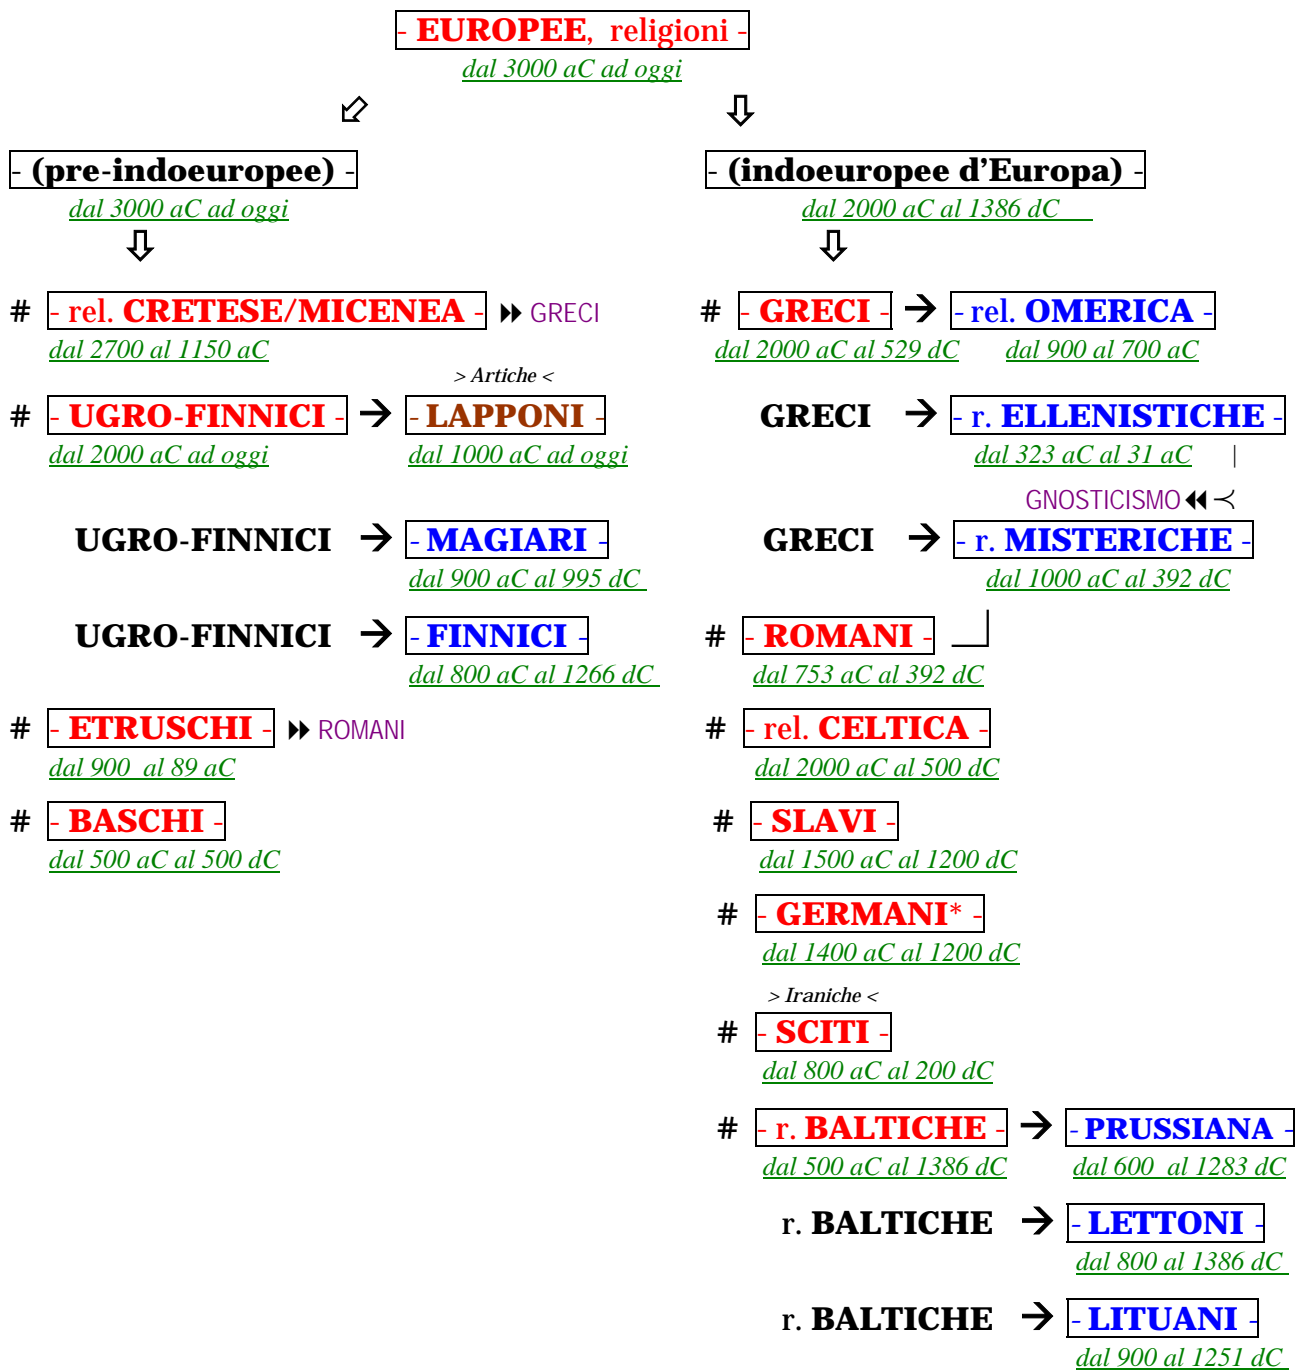 - EUROPEE, religioni -
dal 3000 aC ad oggi
- (pre-indoeuropee) -
dal 3000 aC ad oggi
# - rel. CRETESE/MICENEA - GRECI
dal 2700 al 1150 aC
> Artiche <
# - UGRO-FINNICI - → - LAPPONI -
dal 2000 aC ad oggi dal 1000 aC ad oggi
UGRO-FINNICI → - MAGIARI -
dal 900 aC al 995 dC
UGRO-FINNICI → - FINNICI -
dal 800 aC al 1266 dC
# - ETRUSCHI - ROMANI
dal 900 al 89 aC
# - BASCHI -
dal 500 aC al 500 dC
- (indoeuropee d'Europa) -
dal 2000 aC al 1386 dC
# - GRECI - → - rel. OMERICA -
dal 2000 aC al 529 dC dal 900 al 700 aC
GRECI → - r. ELLENISTICHE -
dal 323 aC al 31 aC
GNOSTICISMO
GRECI → - r. MISTERICHE -
dal 1000 aC al 392 dC
# - ROMANI -
dal 753 aC al 392 dC
# - rel. CELTICA -
dal 2000 aC al 500 dC
# - SLAVI -
dal 1500 aC al 1200 dC
# - GERMANI* -
dal 1400 aC al 1200 dC
> Iraniche <
# - SCITI -
dal 800 aC al 200 dC
# - r. BALTICHE - → - PRUSSIANA -
dal 500 aC al 1386 dC dal 600 al 1283 dC
r. BALTICHE → - LETTONI -
dal 800 al 1386 dC
r. BALTICHE → - LITUANI -
dal 900 al 1251 dC